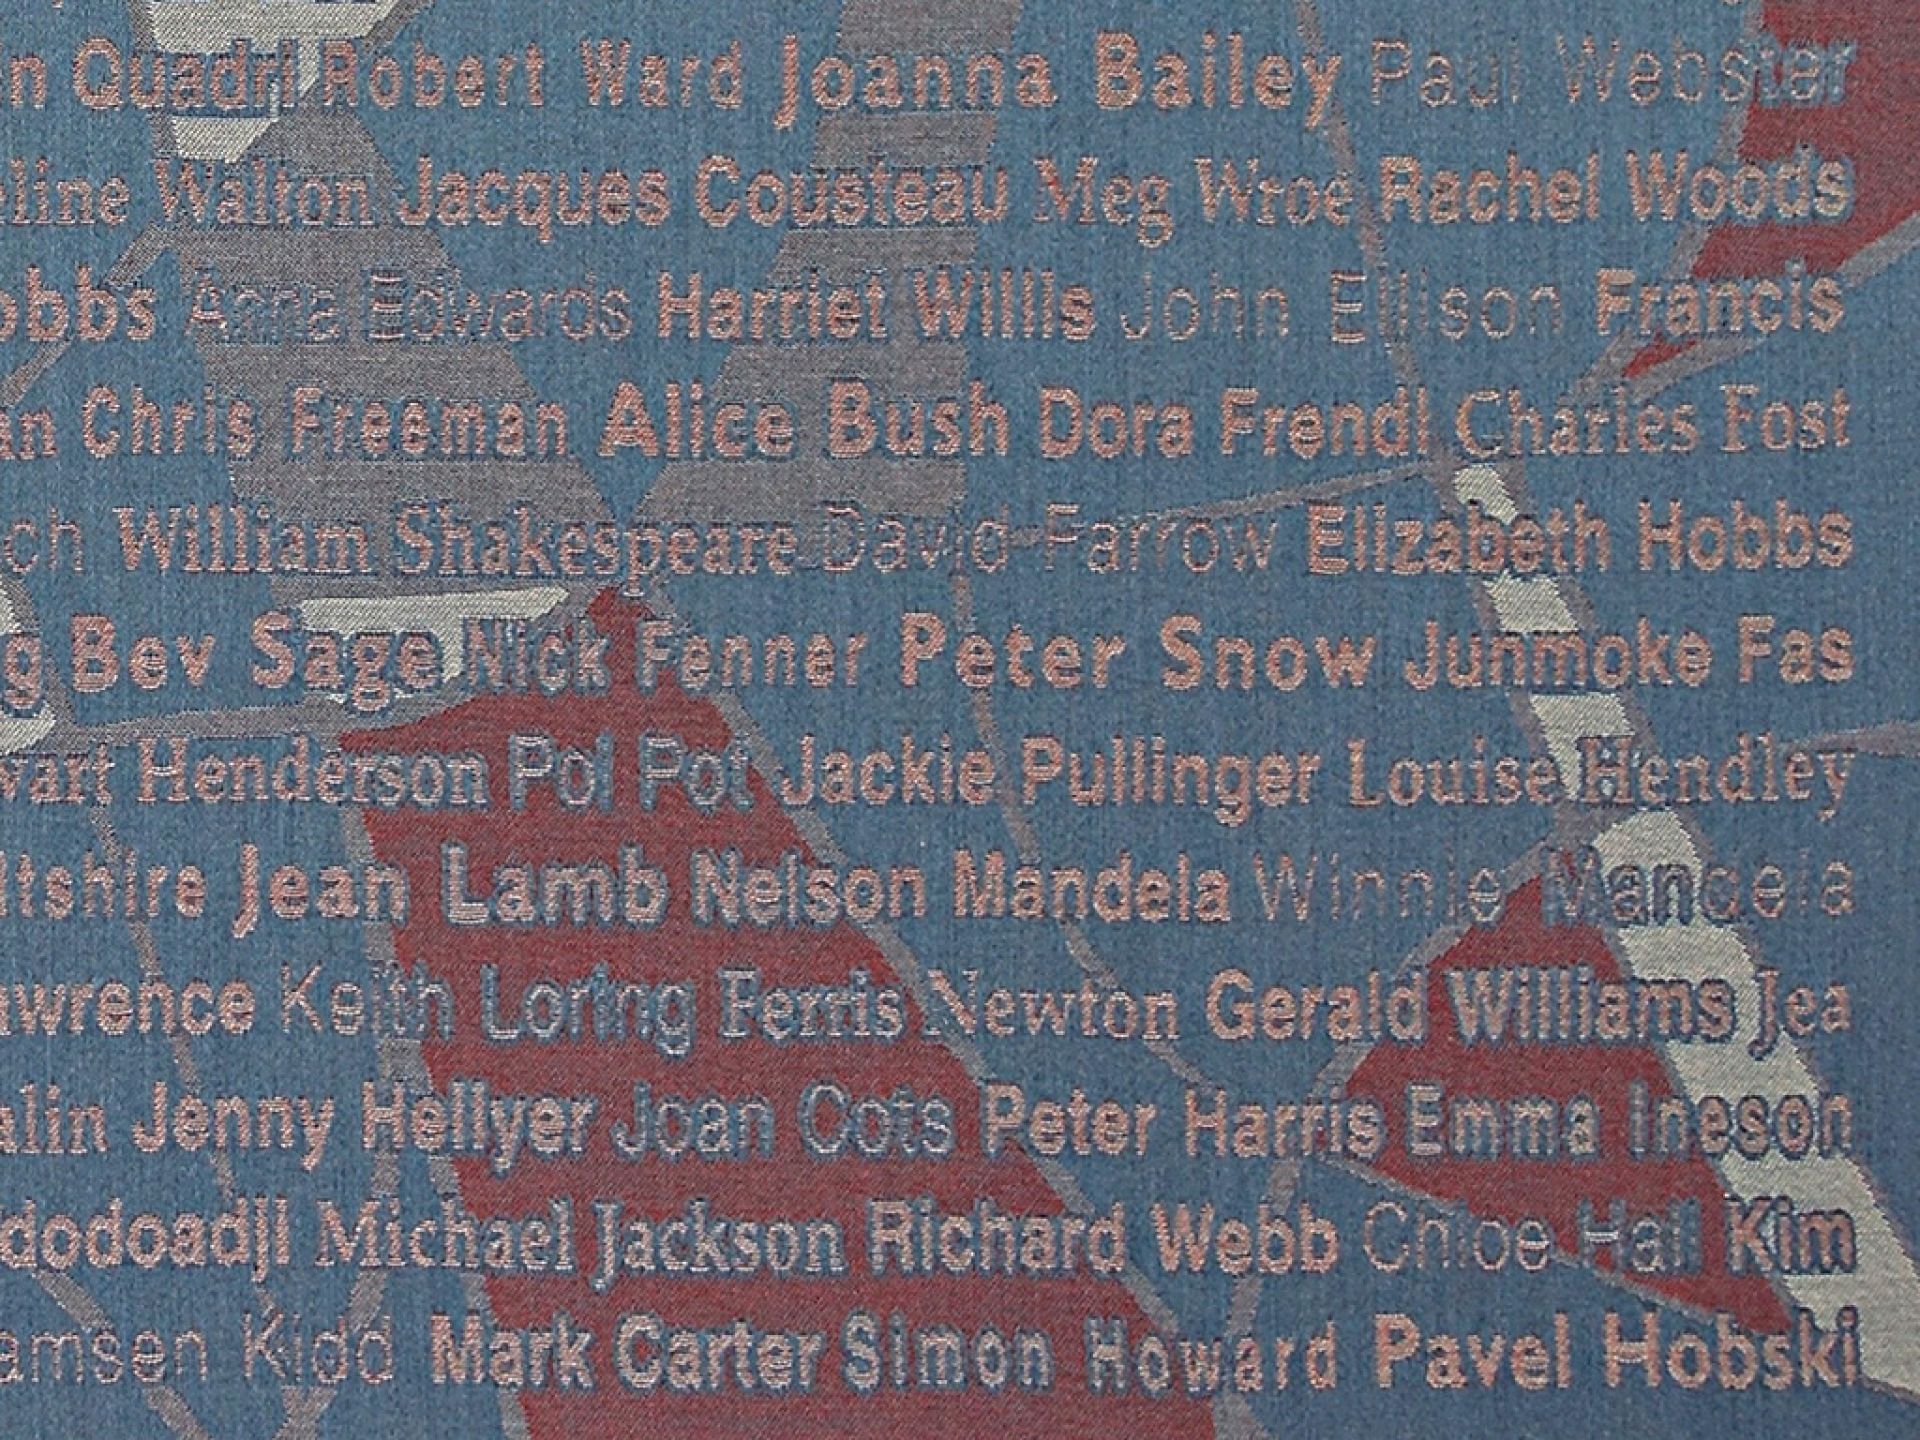 n Quadri Robert Ward Joanna Bailey Paul Webster
line Walton Jacques Cousteau Meg Wroe Rachel Woods
obbs Anna Edwards Harriet Willis John Ellison Francis
an Chris Freeman Alice Bush Dora Frendl Charles Fost
ch William Shakespeare David Farrow Elizabeth Hobbs
g Bev Sage Nick Fenner Peter Snow Junmoke Fas
wart Henderson Pol Pot Jackie Pullinger Louise Hendley
ltshire Jean Lamb Nelson Mandela Winnie Mandela
awrence Keith Loring Ferris Newton Gerald Williams Jea
alin Jenny Hellyer Joan Cots Peter Harris Emma Ineson
dodoadji Michael Jackson Richard Webb Chloe Hall Kim
amsen Kidd Mark Carter Simon Howard Pavel Hobski